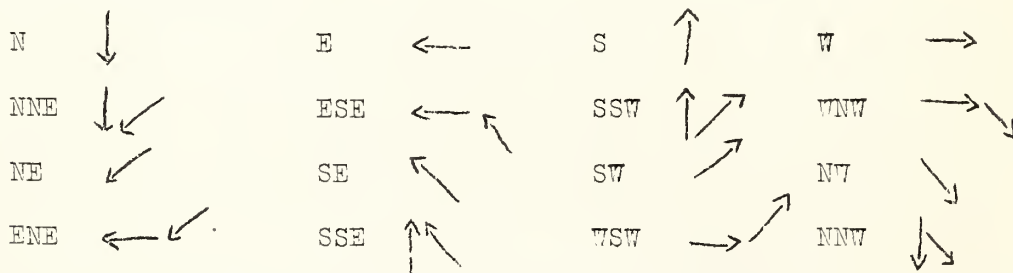 N ↓ E ← S ↑ W →
NNE ↓ ↙ ESE ← ↖ SSW ↑ ↗ WNW → ↘
NE ↙ SE ↖ SW ↗ NW ↘
ENE ← ↙ SSE ↑ ↖ WSW → ↗ NNW ↓ ↘